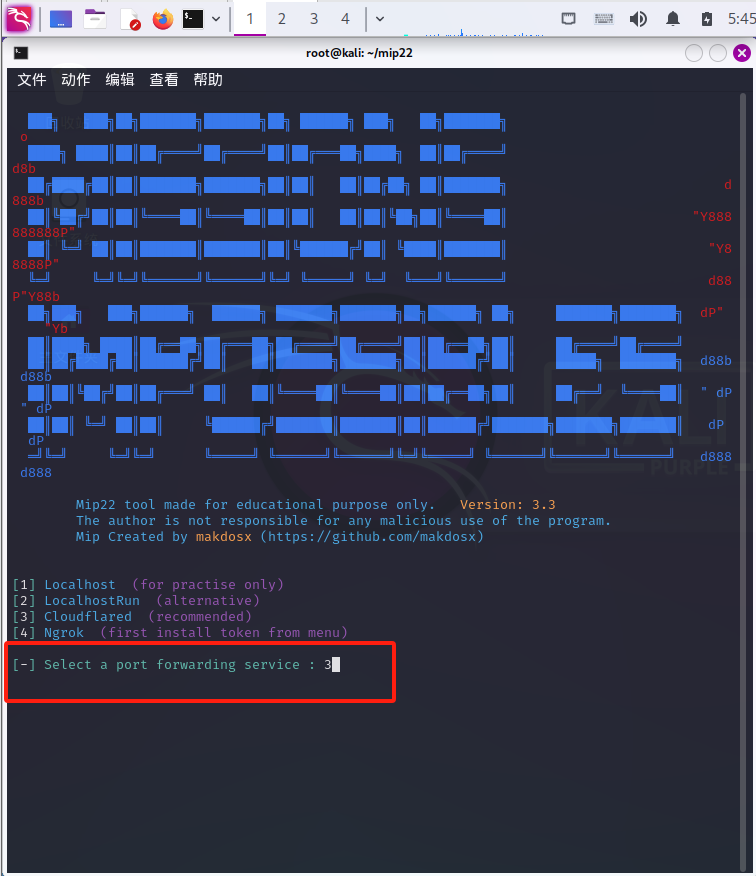 1 2 3 4 5:45
root@kali: ~/mip22
文件 动作 编辑 查看 帮助
o
d8b
d
888b
"Y888
888888P"
"Y8
8888P"
d88
P"Y88b
dP"
"Yb
d88b
d88b
" dP
" dP
dP
dP
d888
d888
KALI
PURPLE
Mip22 tool made for educational purpose only. Version: 3.3
The author is not responsible for any malicious use of the program.
Mip Created by makdosx (https://github.com/makdosx)
[1] Localhost (for practise only)
[2] LocalhostRun (alternative)
[3] Cloudflared (recommended)
[4] Ngrok (first install token from menu)
[-] Select a port forwarding service : 3